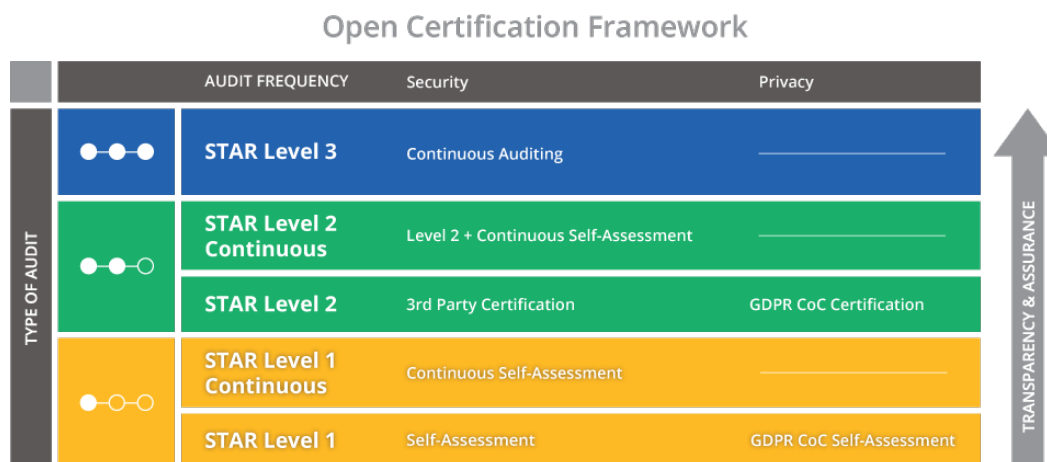 Open Certification Framework
AUDIT FREQUENCY Security Privacy
STAR Level 3 Continuous Auditing
STAR Level 2
Continuous Level 2 + Continuous Self-Assessment
STAR Level 2 3rd Party Certification GDPR CoC Certification
STAR Level 1
Continuous Continuous Self-Assessment
STAR Level 1 Self-Assessment GDPR CoC Self-Assessment
TYPE OF AUDIT
TRANSPARENCY & ASSURANCE